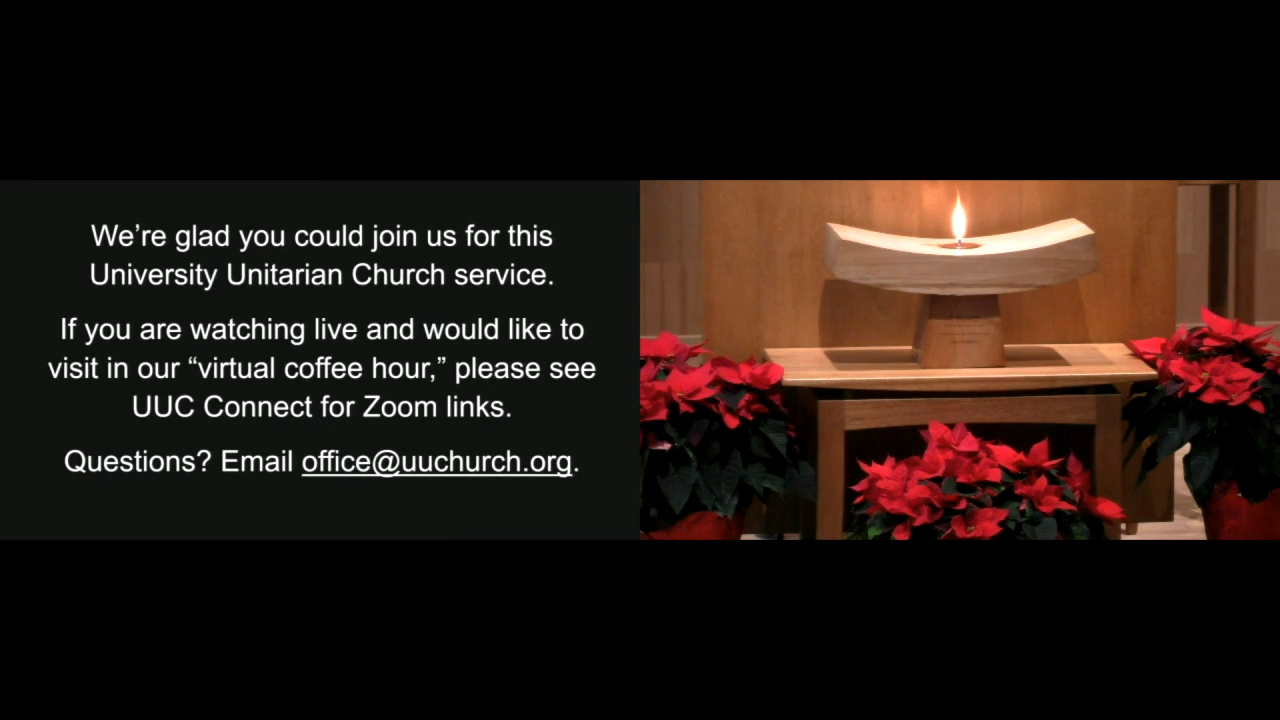 We’re glad you could join us for this
University Unitarian Church service.
If you are watching live and would like to
visit in our “virtual coffee hour,” please see
UUC Connect for Zoom links.
Questions? Email office@uuchurch.org.